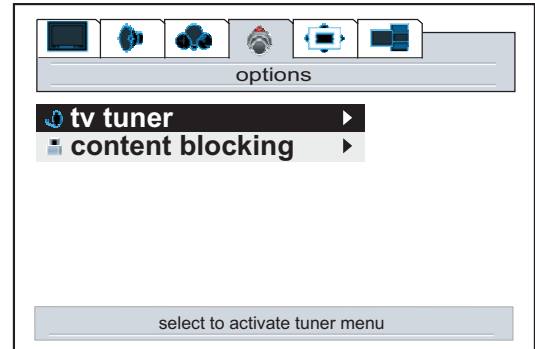 options
tv tuner
content blocking
select to activate tuner menu